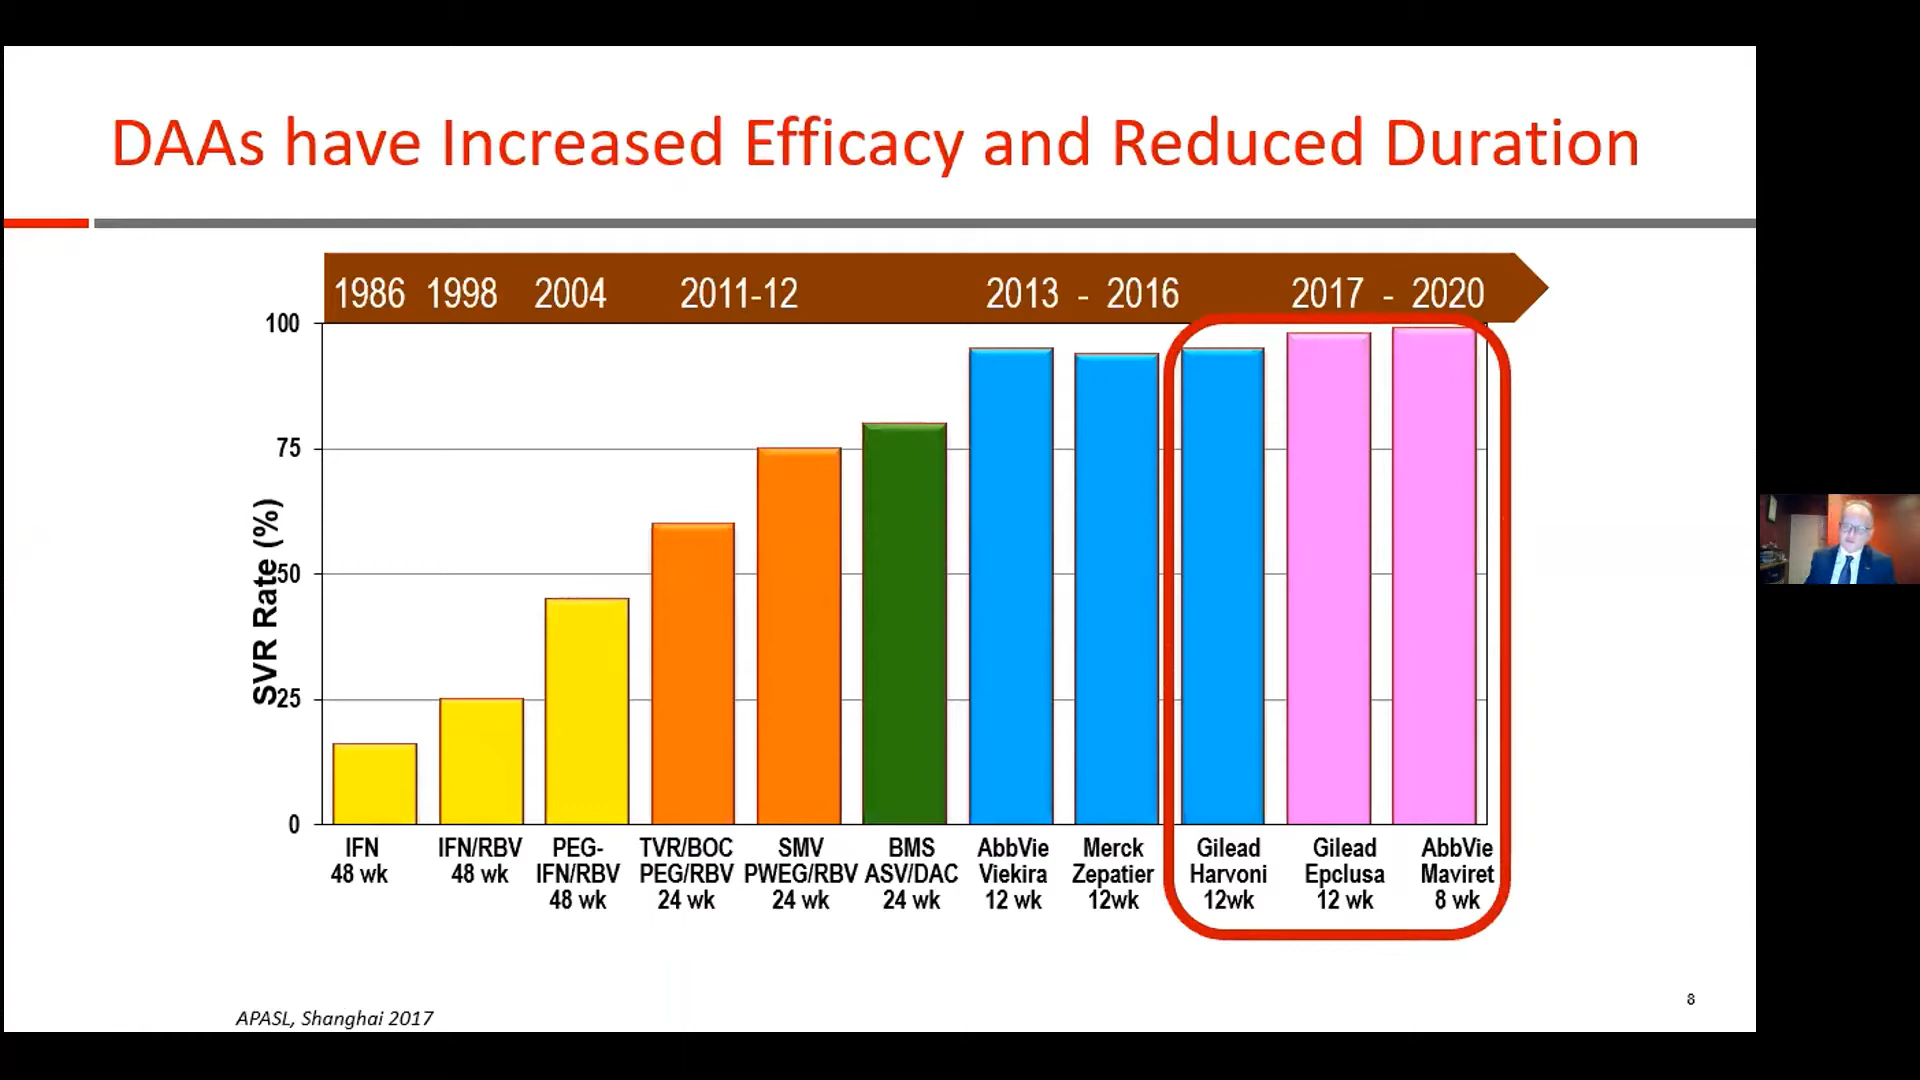 DAAs have Increased Efficacy and Reduced Duration
1986 1998 2004 2011-12 2013 - 2016 2017 - 2020
100
75
50
25
0
SVR Rate (%)
IFN
48 wk
IFN/RBV
48 wk
PEG-
IFN/RBV
48 wk
TVR/BOC
PEG/RBV
24 wk
SMV
PWEG/RBV
24 wk
BMS
ASV/DAC
24 wk
AbbVie
Viekira
12 wk
Merck
Zepatier
12wk
Gilead
Harvoni
12wk
Gilead
Epclusa
12 wk
AbbVie
Maviret
8 wk
8
APASL, Shanghai 2017